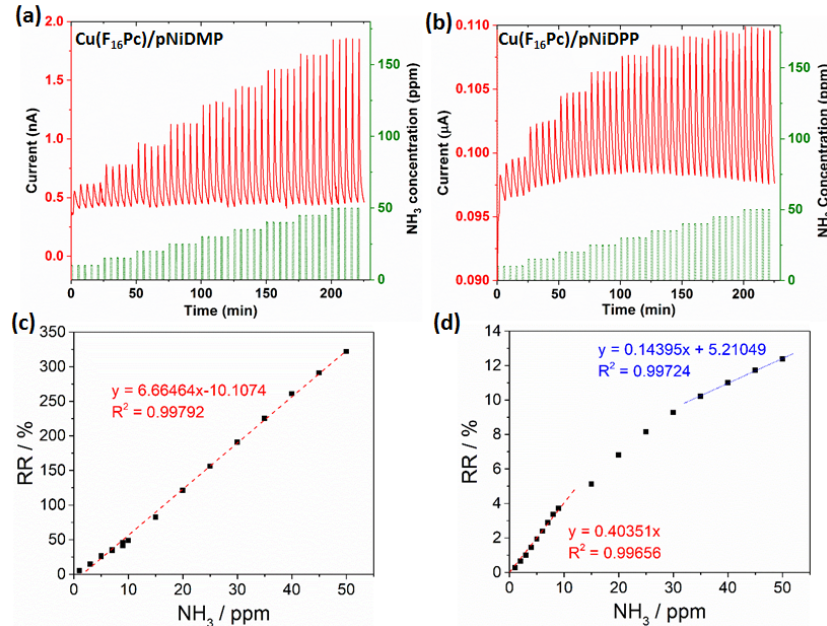 (a)
Cu(F₁₆Pc)/pNiDMP
Current (nA)
2.0
1.5
1.0
0.5
0.0
NH₃ concentration (ppm)
150
100
50
0
0 50 100 150 200
Time (min)
(b)
Cu(F₁₆Pc)/pNiDPP
Current (μA)
0.110
0.105
0.100
0.095
0.090
NH₃ Concentration (ppm)
150
100
50
0
0 50 100 150 200
Time (min)
(c)
RR / %
350
300
250
200
150
100
50
0
y = 6.66464x-10.1074
R² = 0.99792
0 10 20 30 40 50
NH₃ / ppm
(d)
RR / %
14
12
10
8
6
4
2
0
y = 0.14395x + 5.21049
R² = 0.99724
y = 0.40351x
R² = 0.99656
0 10 20 30 40 50
NH₃ / ppm